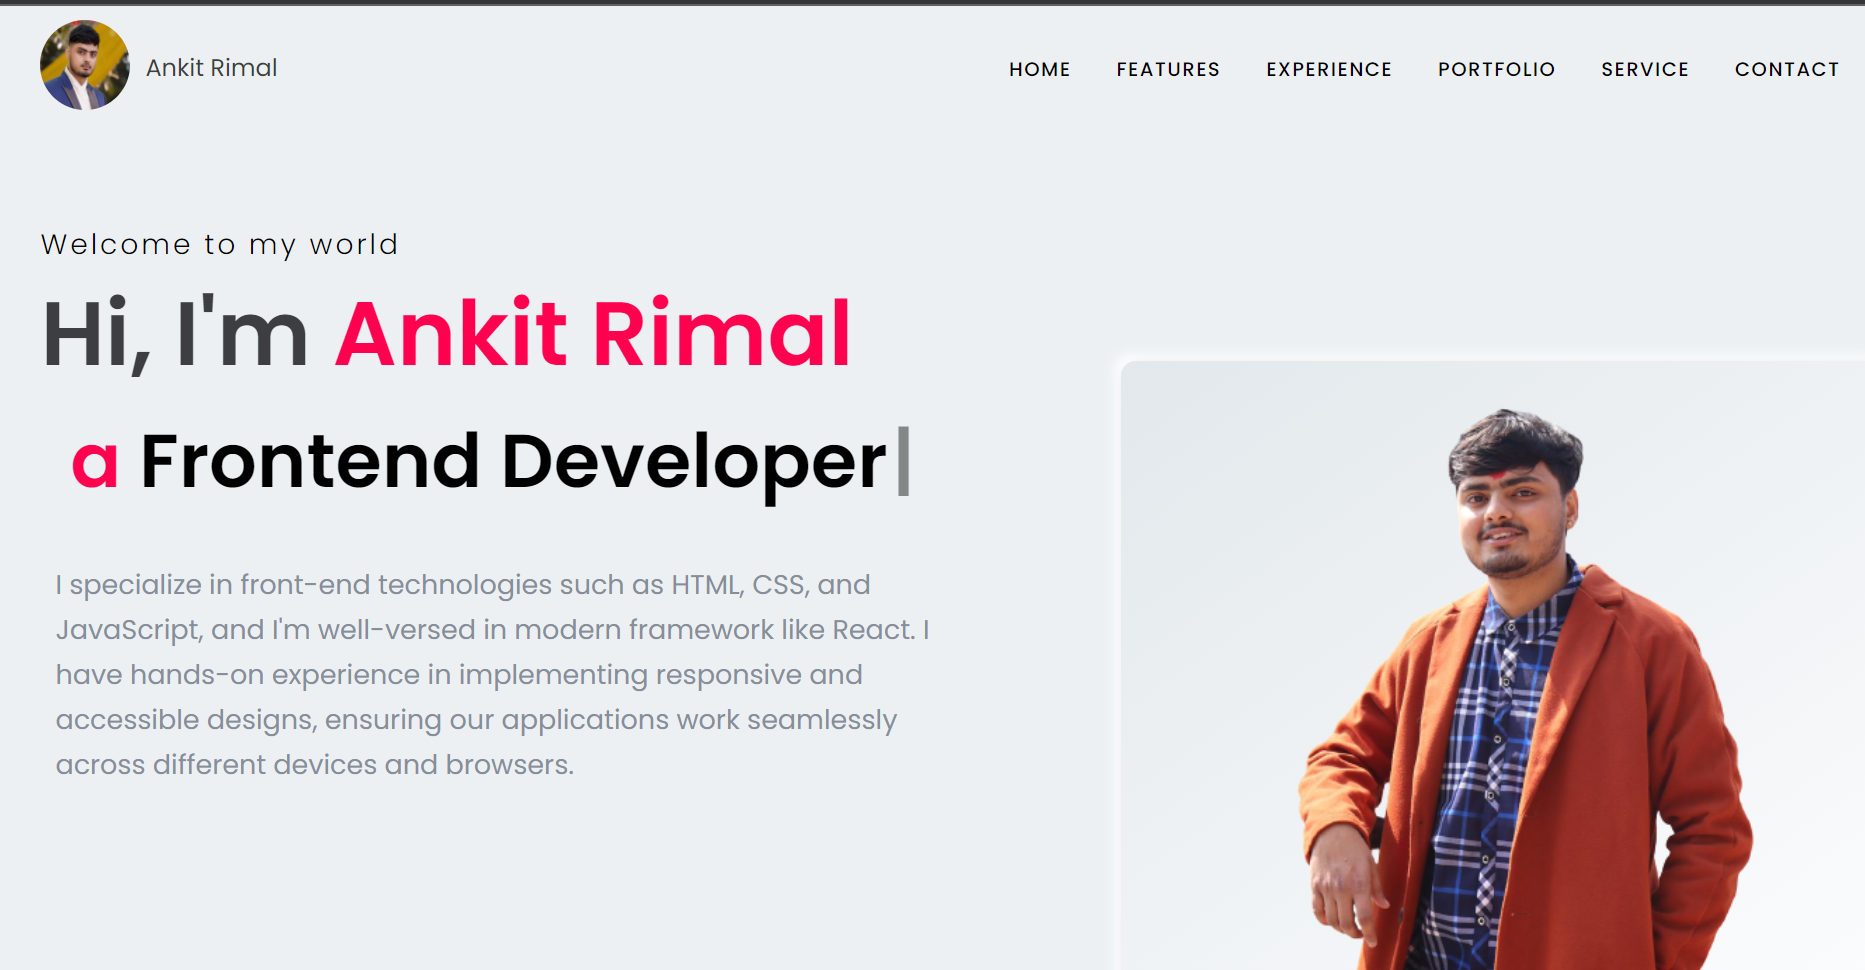 Ankit Rimal
HOME FEATURES EXPERIENCE PORTFOLIO SERVICE CONTACT
Welcome to my world
Hi, I'm Ankit Rimal
a Frontend Developer
I specialize in front-end technologies such as HTML, CSS, and
JavaScript, and I'm well-versed in modern framework like React. I
have hands-on experience in implementing responsive and
accessible designs, ensuring our applications work seamlessly
across different devices and browsers.